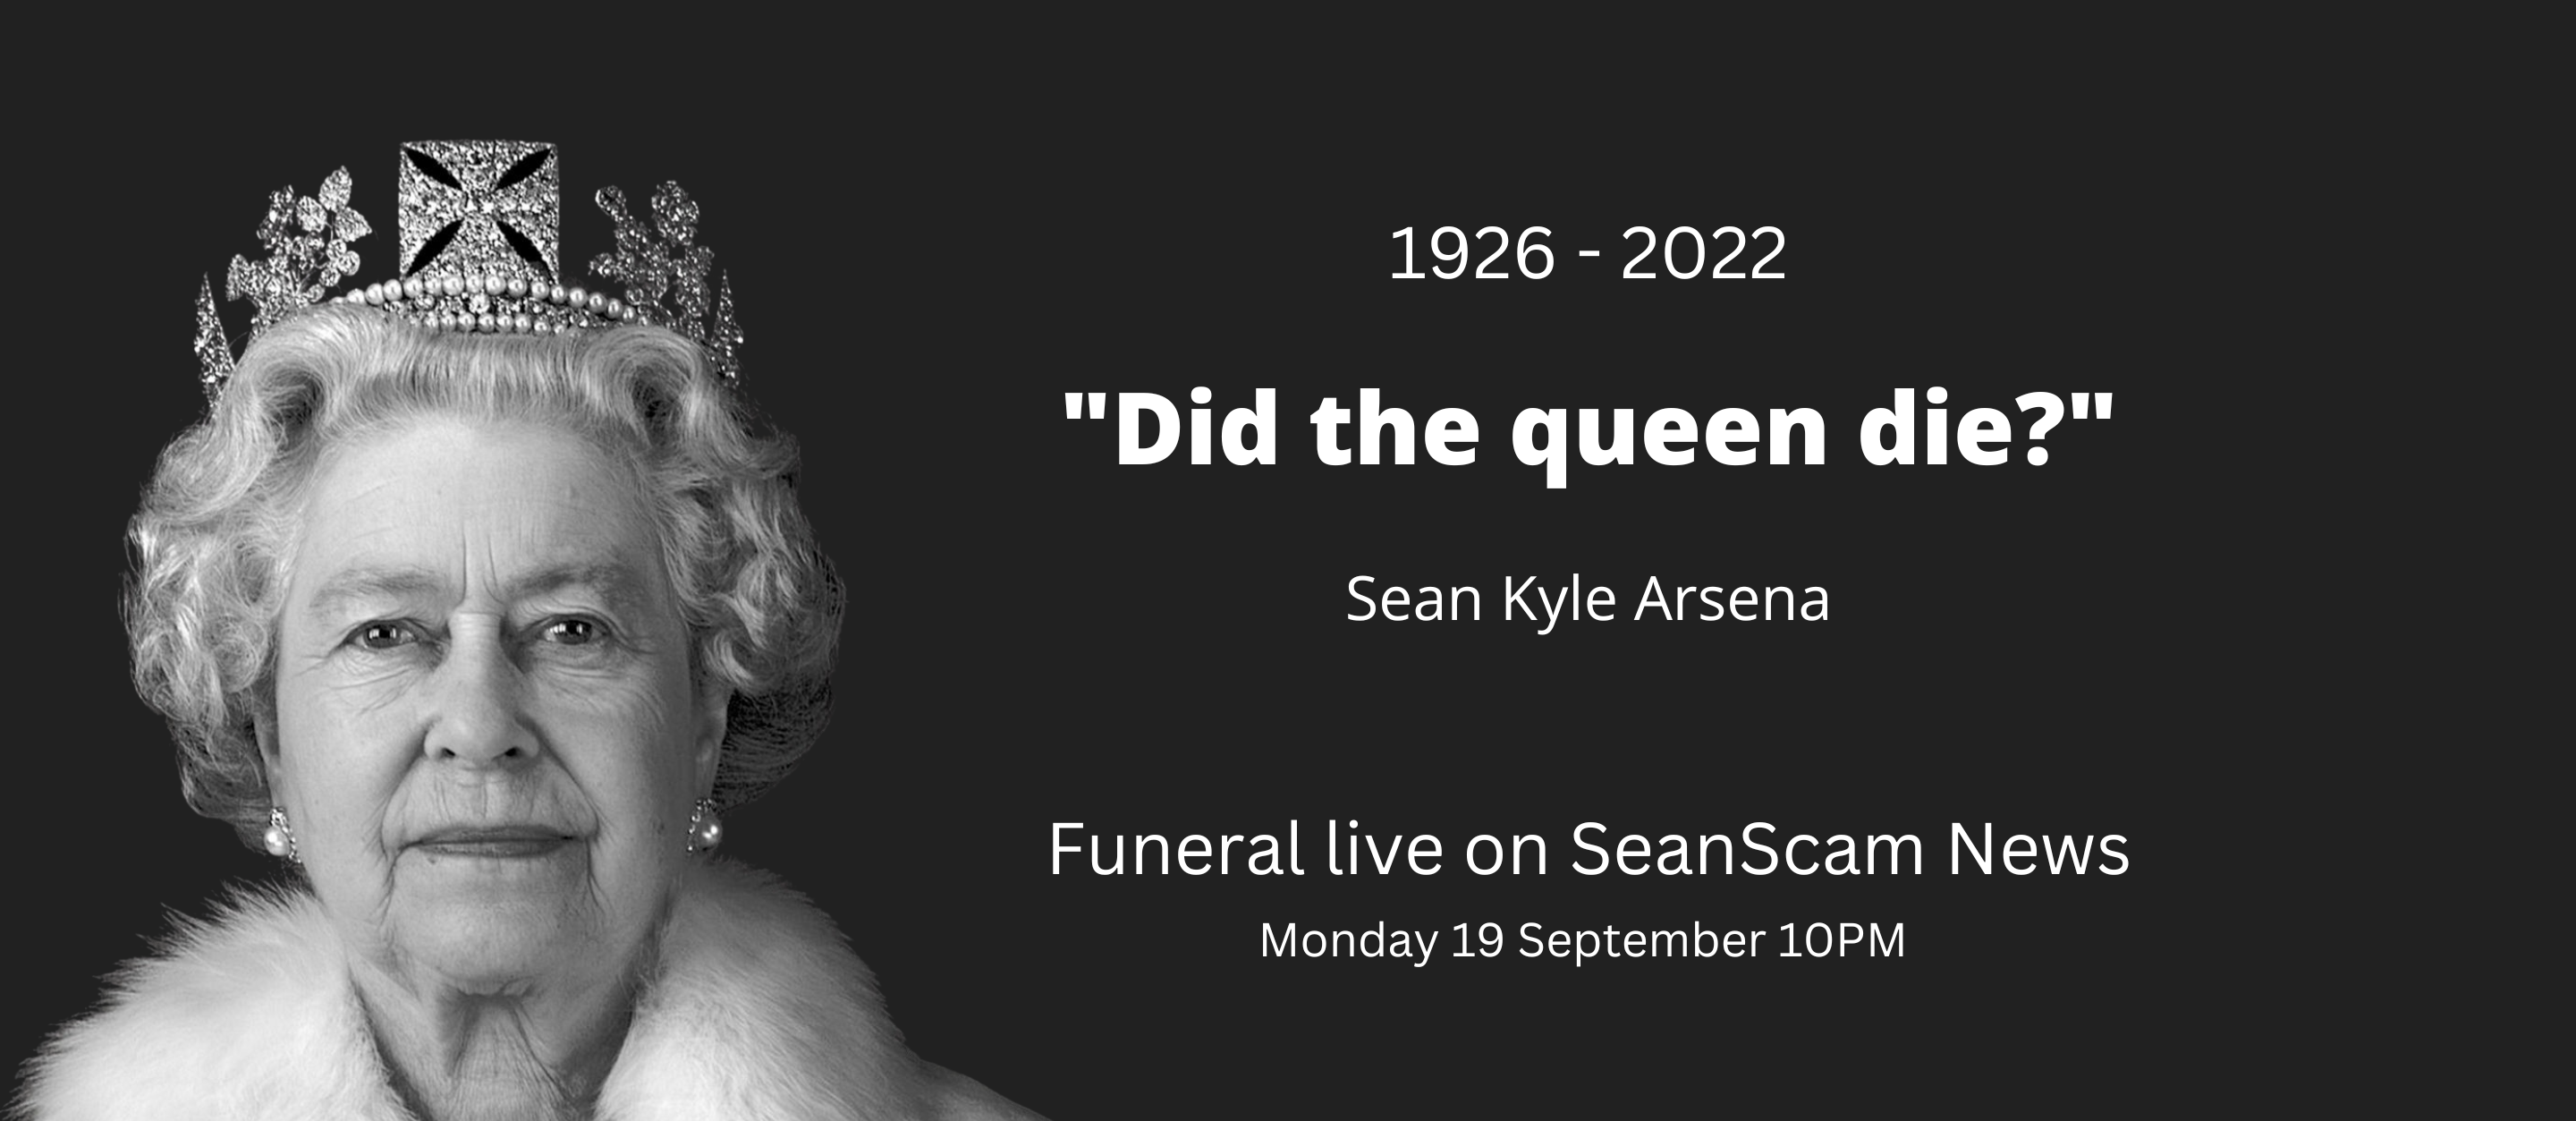 1926 - 2022
"Did the queen die?"
Sean Kyle Arsena
Funeral live on SeanScam News
Monday 19 September 10PM